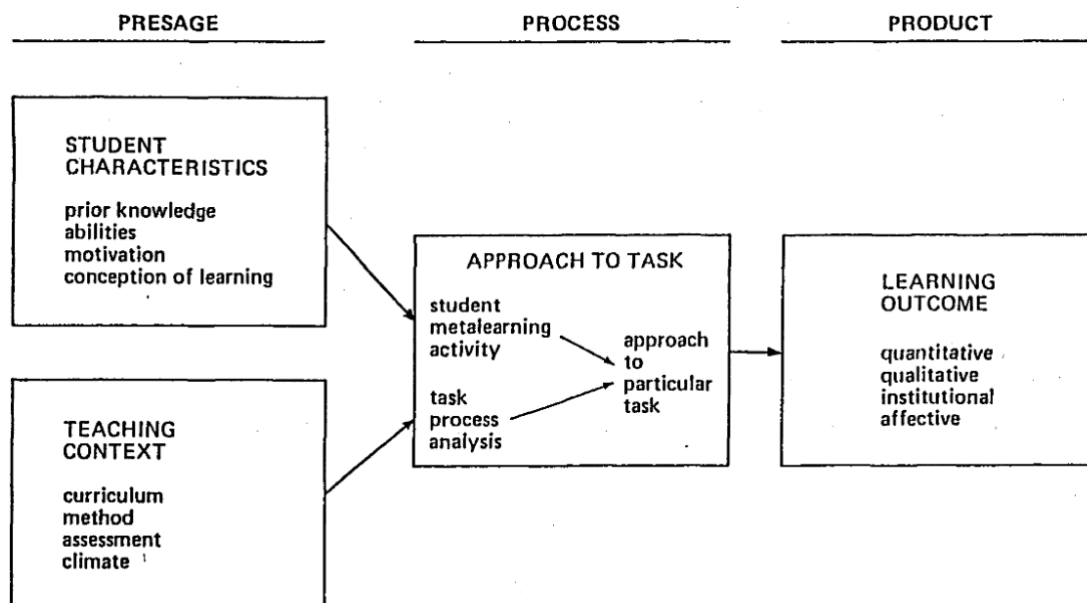 PRESAGE
PROCESS
PRODUCT
STUDENT
CHARACTERISTICS
prior knowledge
abilities
motivation
conception of learning
TEACHING
CONTEXT
curriculum
method
assessment
climate
APPROACH TO TASK
student
metalearning
activity
task
process
analysis
approach
to
particular
task
LEARNING
OUTCOME
quantitative
qualitative
institutional
affective